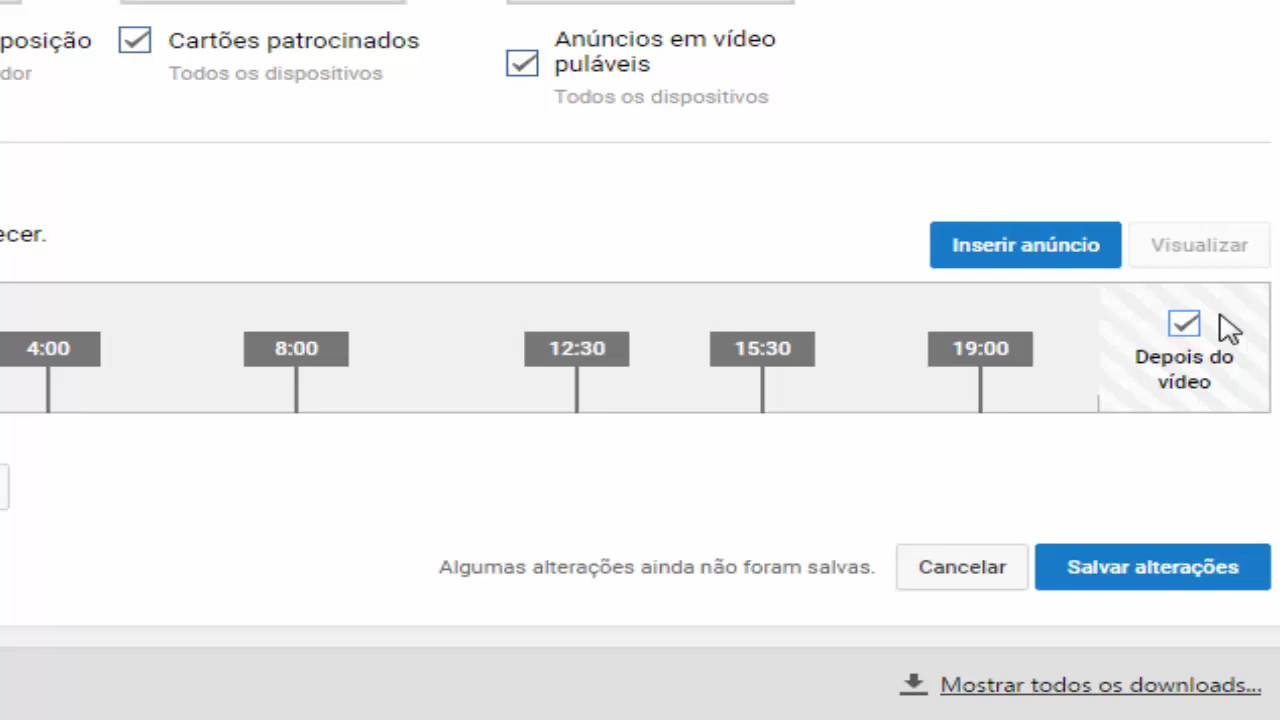 posição
dor
Cartões patrocinados
Todos os dispositivos
Anúncios em vídeo
puláveis
Todos os dispositivos
ecer.
Inserir anúncio
Visualizar
4:00
8:00
12:30
15:30
19:00
Depois do
vídeo
Algumas alterações ainda não foram salvas.
Cancelar
Salvar alterações
Mostrar todos os downloads...